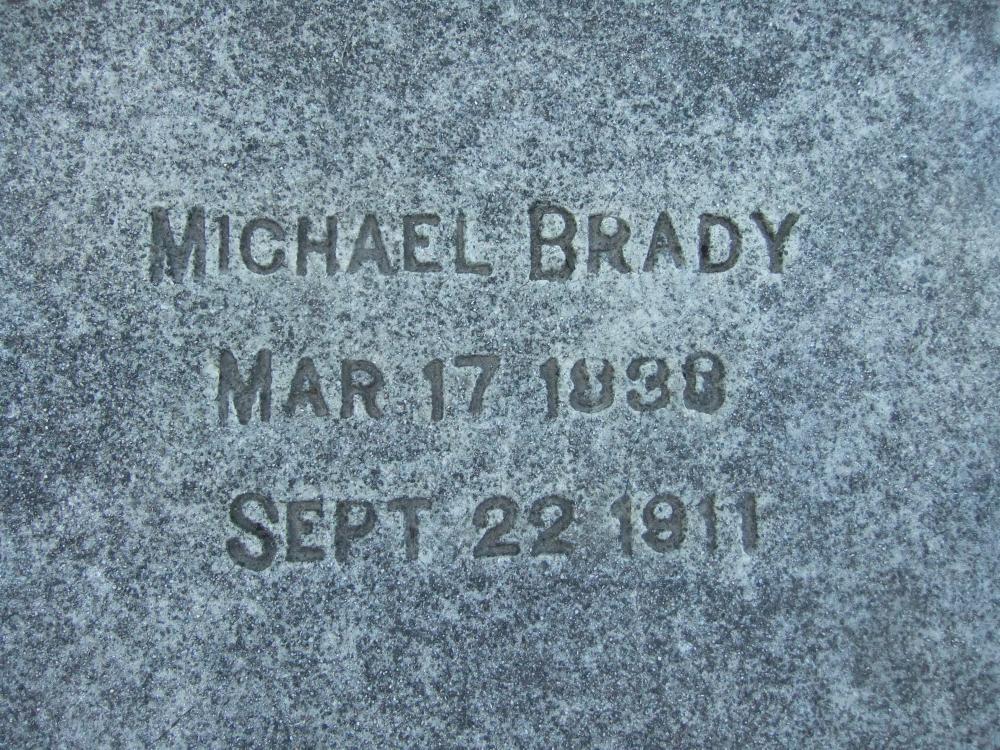 MICHAEL BRADY
MAR 17 1838
SEPT 22 1911